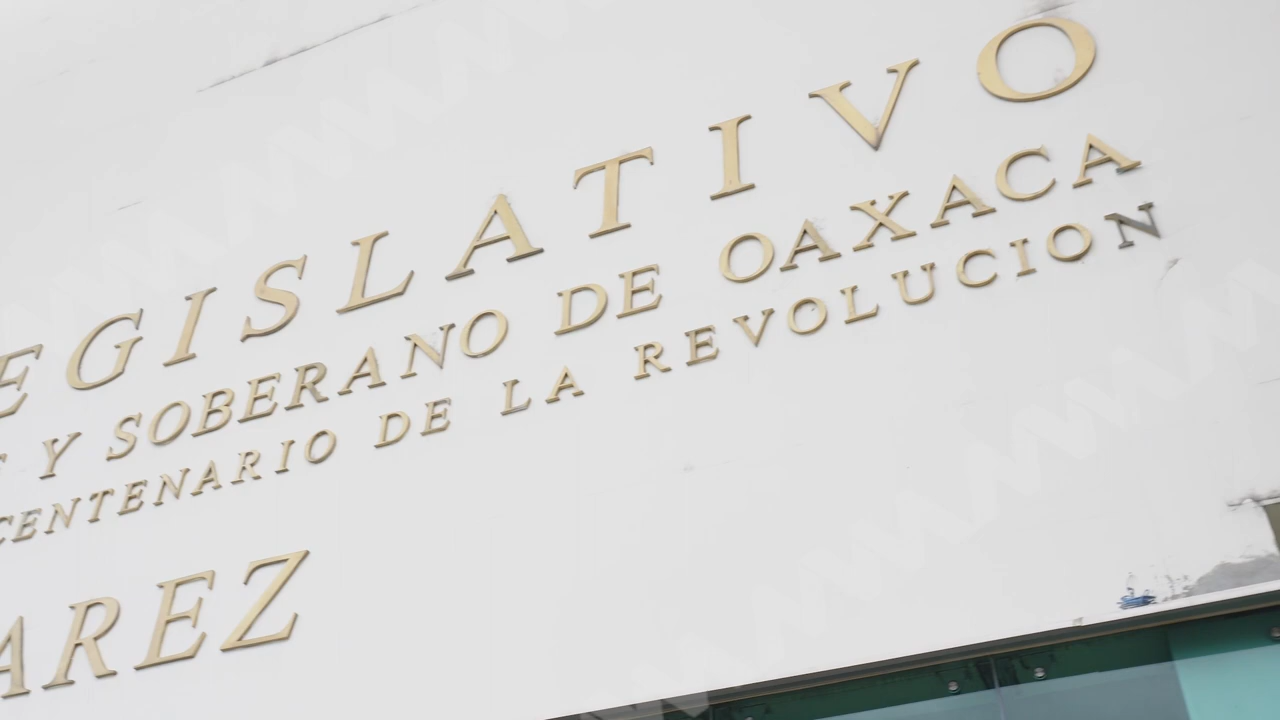 EGISLATIVO
Y SOBERANO DE OAXACA
CENTENARIO DE LA REVOLUCION
AREZ